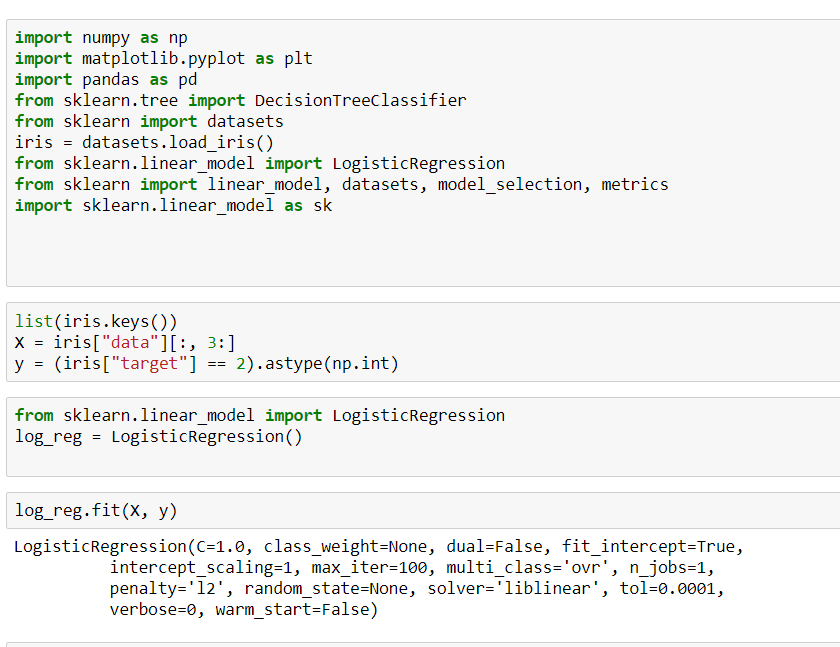 import numpy as np
import matplotlib.pyplot as plt
import pandas as pd
from sklearn.tree import DecisionTreeClassifier
from sklearn import datasets
iris = datasets.load_iris()
from sklearn.linear_model import LogisticRegression
from sklearn import linear_model, datasets, model_selection, metrics
import sklearn.linear_model as sk
list(iris.keys())
X = iris["data"][:, 3:]
y = (iris["target"] == 2).astype(np.int)
from sklearn.linear_model import LogisticRegression
log_reg = LogisticRegression()
log_reg.fit(X, y)
LogisticRegression(C=1.0, class_weight=None, dual=False, fit_intercept=True,
          intercept_scaling=1, max_iter=100, multi_class='ovr', n_jobs=1,
          penalty='l2', random_state=None, solver='liblinear', tol=0.0001,
          verbose=0, warm_start=False)